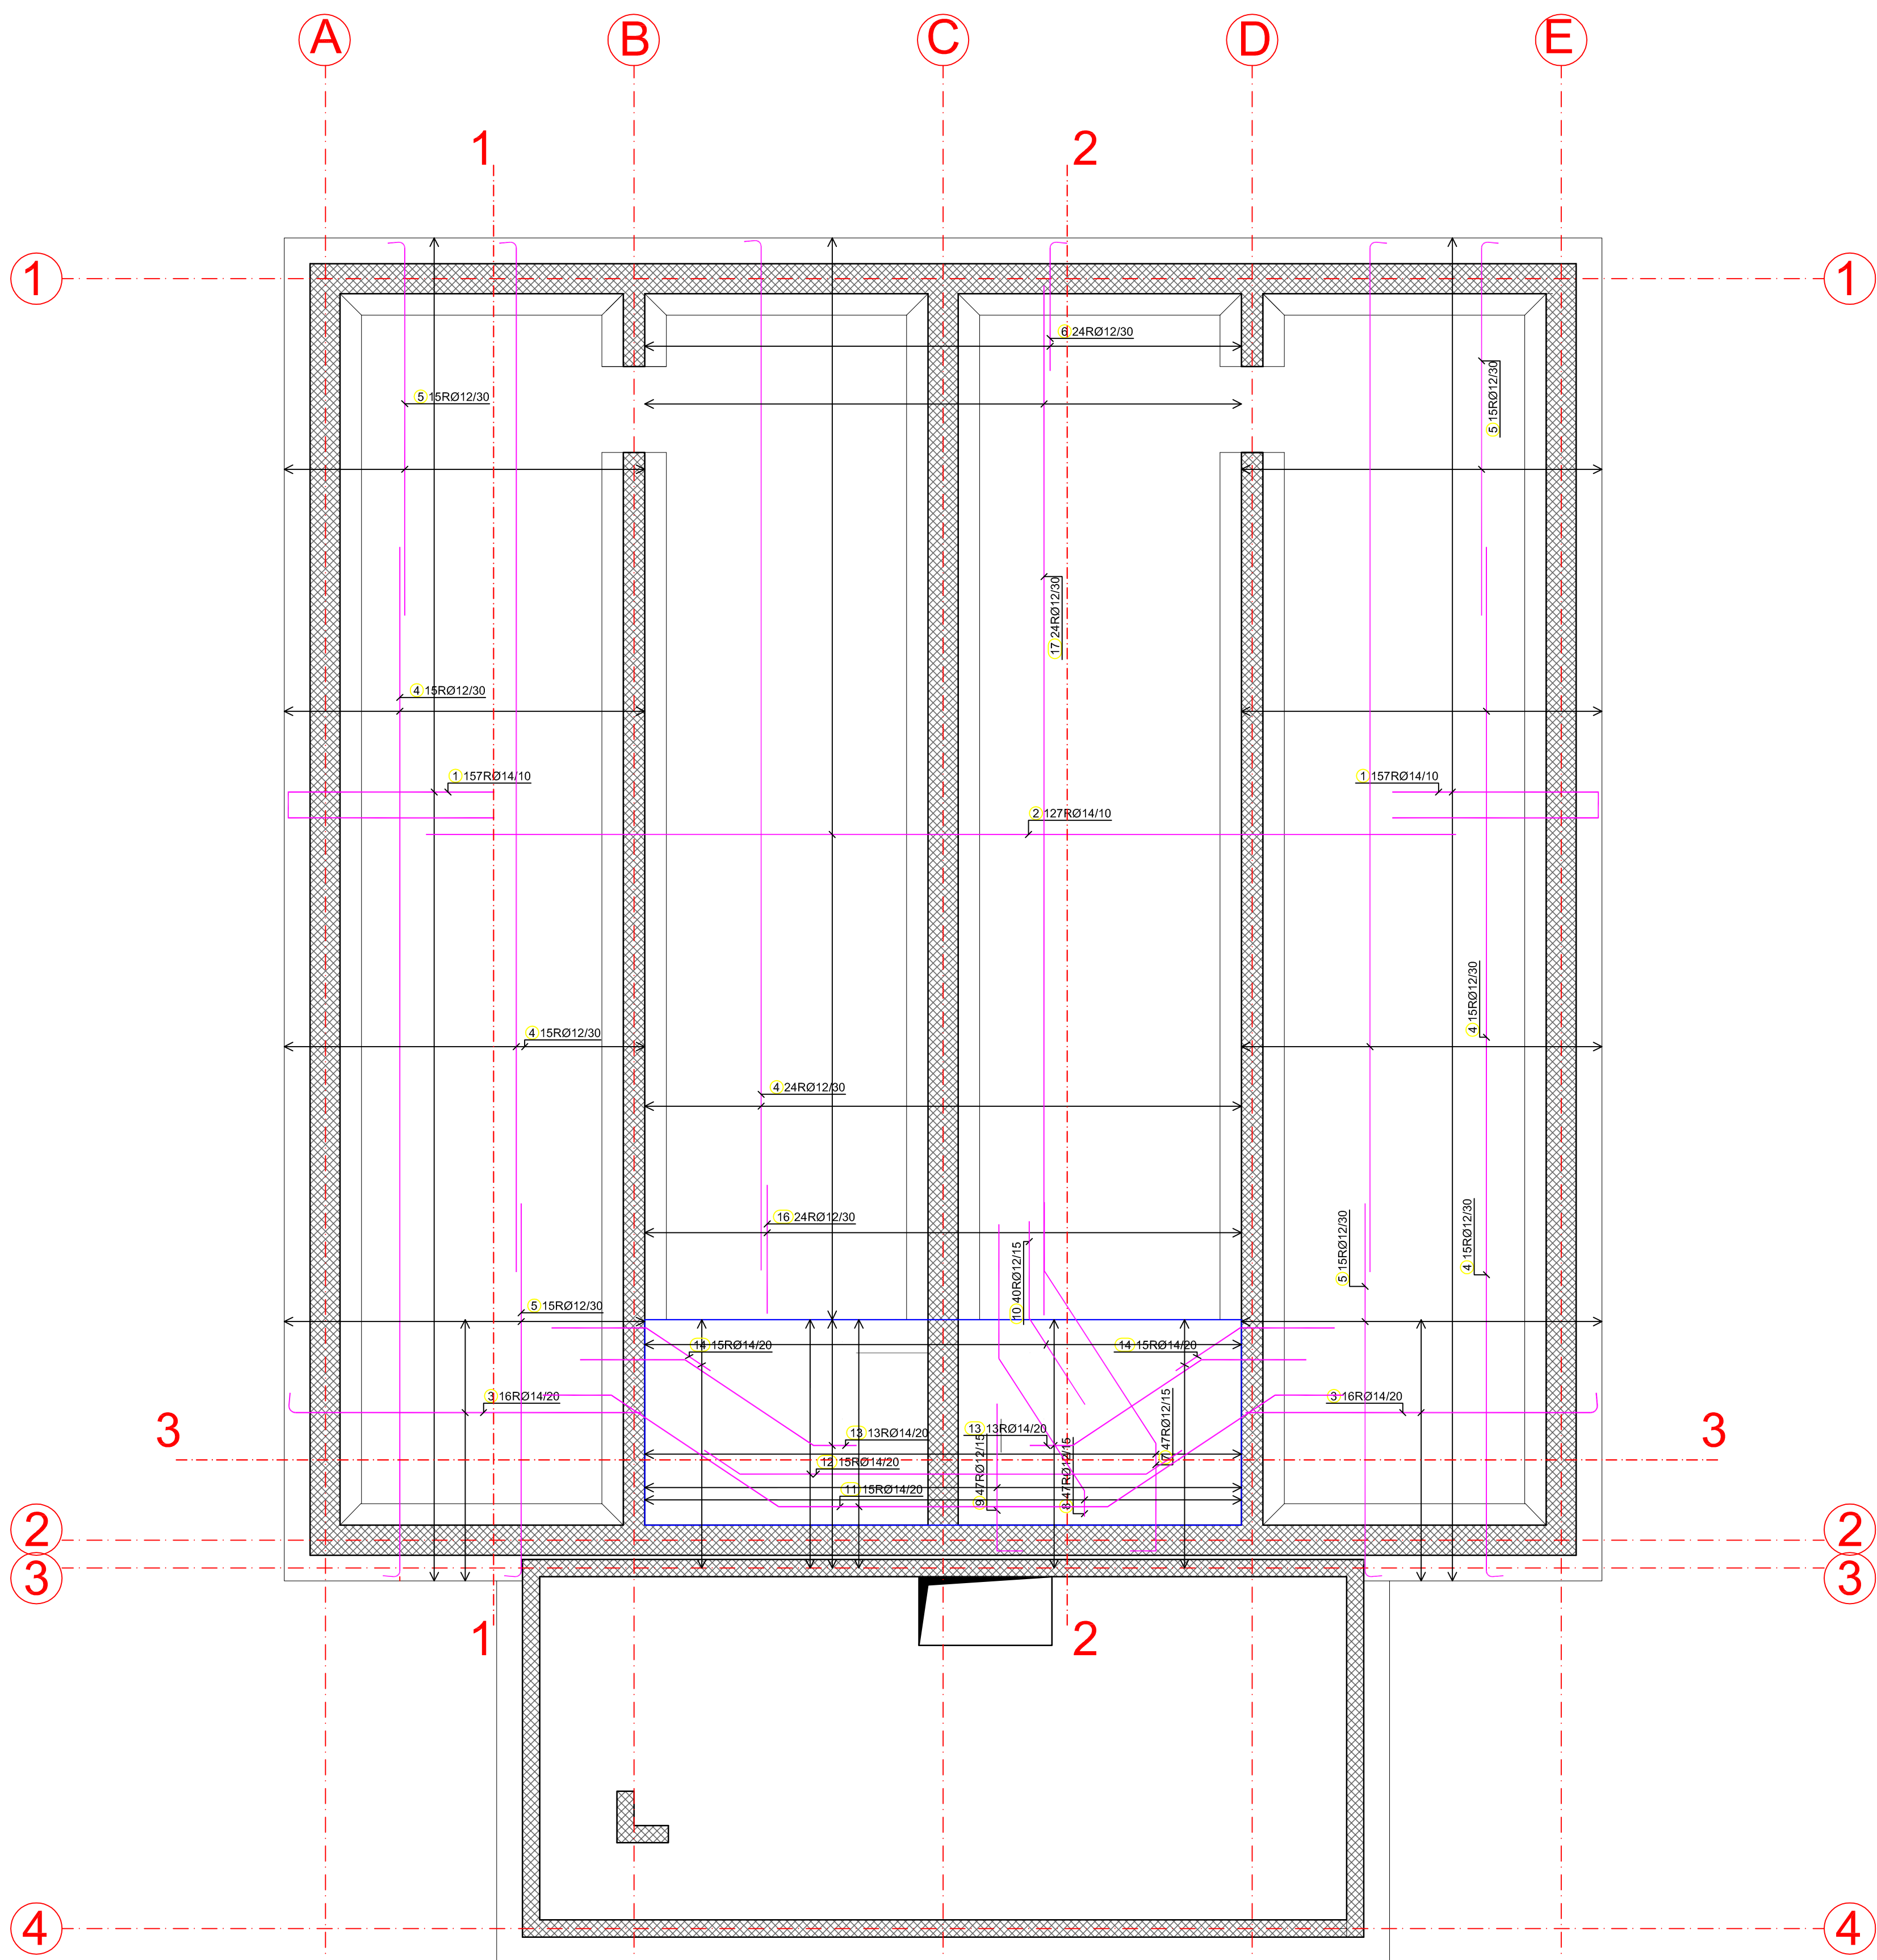 A B C D E
1 2
1 1
6 24RØ12/30
5 15RØ12/30
5 15RØ12/30
17 24RØ12/30
4 15RØ12/30
1 157RØ14/10
1 157RØ14/10
2 127RØ14/10
4 15RØ12/30
4 15RØ12/30
4 24RØ12/30
16 24RØ12/30
10 40RØ12/15
5 15RØ12/30
4 15RØ12/30
5 15RØ12/30
14 15RØ14/20
14 15RØ14/20
3 16RØ14/20
3 16RØ14/20
13 13RØ14/20
13 13RØ14/20
7 47RØ12/15
3 3
12 15RØ14/20
9 47RØ12/15
8 47RØ12/15
11 15RØ14/20
2 2
3 3
1 2
4 4